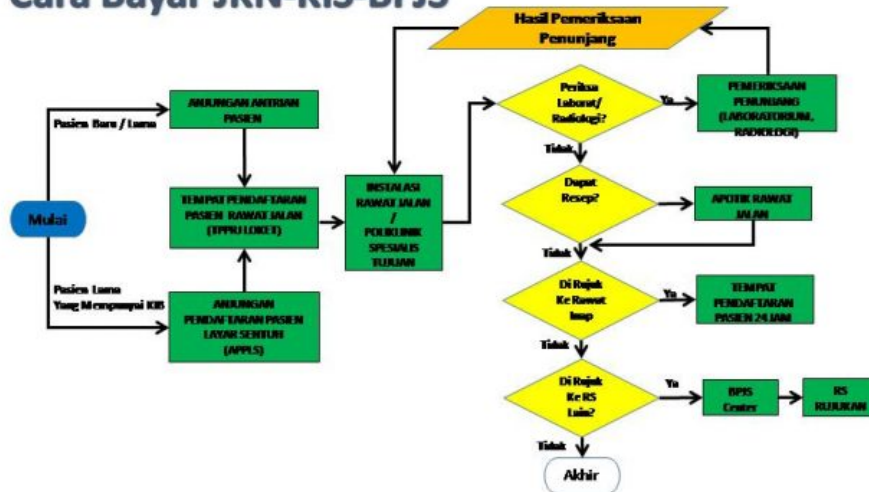 Cara Bayar JKN-KIS-BPJS
Hasil Pemeriksaan
Penunjang
ANJUNGAN ANTRIAN
PASIEN
Periksa
Laborat/
Radiologi?
Ya
PEMERIKSAAN
PENUNJANG
(LABORATORIUM,
RADIOLOGI)
Pasien Baru / Lama
Tidak
Mulai
TEMPAT PENDAFTARAN
PASIEN RAWAT JALAN
(TPPRJ LOKET)
INSTALASI
RAWAT JALAN
/
POLIKLINIK
SPESIALIS
TUJUAN
Dapat
Resep?
APOTIK RAWAT
JALAN
Tidak
Pasien Lama
Yang Mempunyai KIB
ANJUNGAN
PENDAFTARAN PASIEN
LAYAR SENTUH
(APPLS)
Di Rujuk
Ke Rawat
Inap
Ya
TEMPAT
PENDAFTARAN
PASIEN 24 JAM
Tidak
Di Rujuk
Ke RS
Lain?
Ya
BPJS
Center
RS
RUJUKAN
Tidak
Akhir